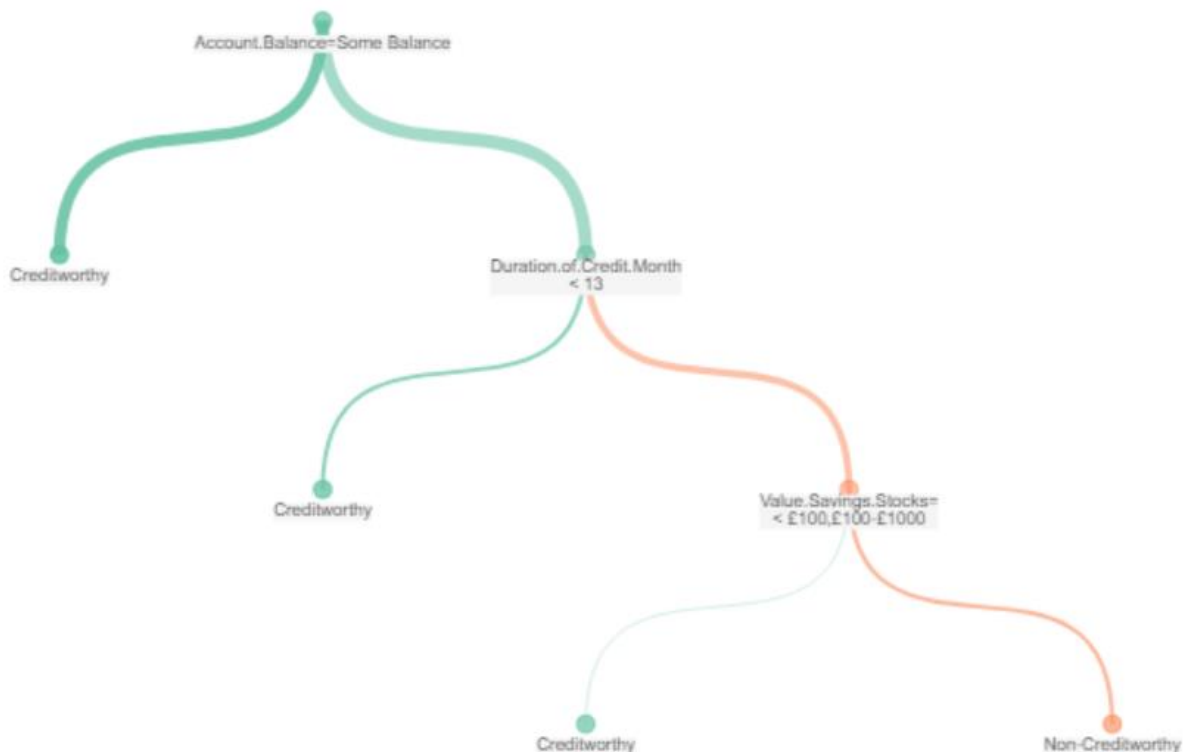 Account.Balance=Some Balance
Creditworthy
Duration.of.Credit.Month
< 13
Creditworthy
Value.Savings.Stocks=
< £100,£100-£1000
Creditworthy
Non-Creditworthy